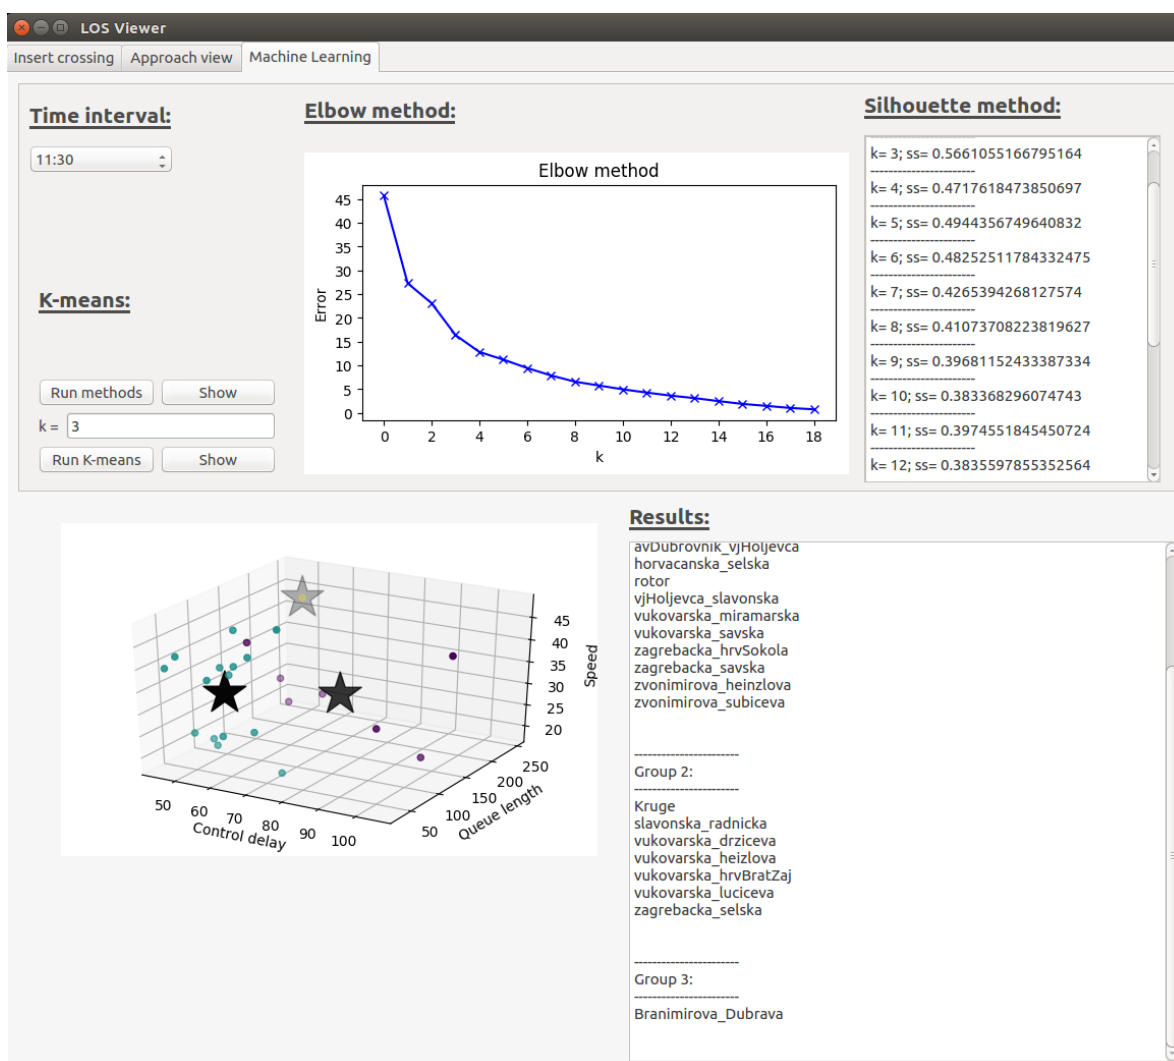 LOS Viewer
Insert crossing Approach view Machine Learning
Time interval:
11:30
K-means:
Run methods Show
k = 3
Run K-means Show
Elbow method:
Elbow method
Error
45
40
35
30
25
20
15
10
5
0
0 2 4 6 8 10 12 14 16 18
k
Silhouette method:
-----------------------
k= 3; ss= 0.5661055166795164
-----------------------
k= 4; ss= 0.4717618473850697
-----------------------
k= 5; ss= 0.4944356749640832
-----------------------
k= 6; ss= 0.48252511784332475
-----------------------
k= 7; ss= 0.4265394268127574
-----------------------
k= 8; ss= 0.41073708223819627
-----------------------
k= 9; ss= 0.39681152433387334
-----------------------
k= 10; ss= 0.383368296074743
-----------------------
k= 11; ss= 0.3974551845450724
-----------------------
k= 12; ss= 0.3835597855352564
45
40
35
30
25
20
Speed
50 60 70 80 90 100
Control delay
50 100 150 200 250
Queue length
Results:
avDubrovnik_vjHoljevca
horvacanska_selska
rotor
vjHoljevca_slavonska
vukovarska_miramarska
vukovarska_savska
zagrebacka_hrvSokola
zagrebacka_savska
zvonimirova_heinzlova
zvonimirova_subiceva
-----------------------
Group 2:
-----------------------
Kruge
slavonska_radnicka
vukovarska_drziceva
vukovarska_heizlova
vukovarska_hrvBratZaj
vukovarska_luciceva
zagrebacka_selska
-----------------------
Group 3:
-----------------------
Branimirova_Dubrava